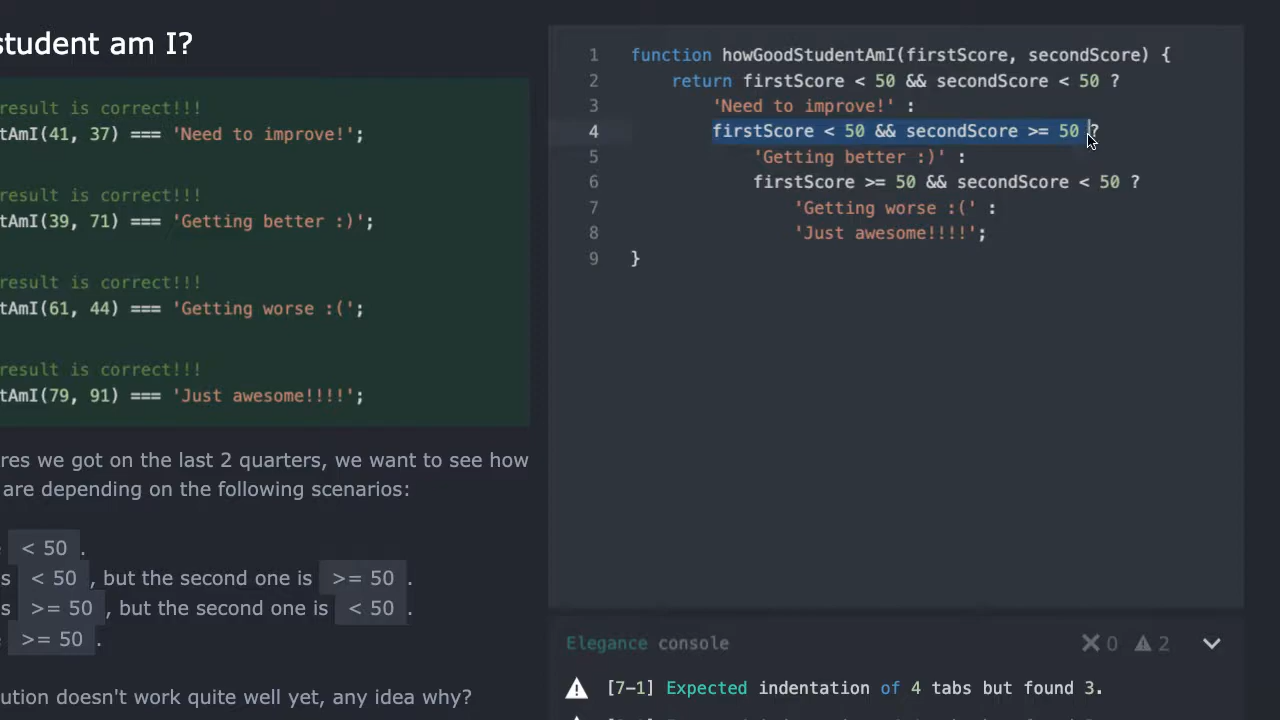 student am I?
result is correct!!!
tAmI(41, 37) === 'Need to improve!';
result is correct!!!
tAmI(39, 71) === 'Getting better :)';
result is correct!!!
tAmI(61, 44) === 'Getting worse :(';
result is correct!!!
tAmI(79, 91) === 'Just awesome!!!!';
res we got on the last 2 quarters, we want to see how
are depending on the following scenarios:
< 50 .
s < 50 , but the second one is >= 50 .
s >= 50 , but the second one is < 50 .
>= 50 .
ution doesn't work quite well yet, any idea why?
1 function howGoodStudentAmI(firstScore, secondScore) {
2 return firstScore < 50 && secondScore < 50 ?
3 'Need to improve!' :
4 firstScore < 50 && secondScore >= 50 ?
5 'Getting better :)' :
6 firstScore >= 50 && secondScore < 50 ?
7 'Getting worse :(' :
8 'Just awesome!!!!';
9 }
Elegance console
0 2
[7-1] Expected indentation of 4 tabs but found 3.